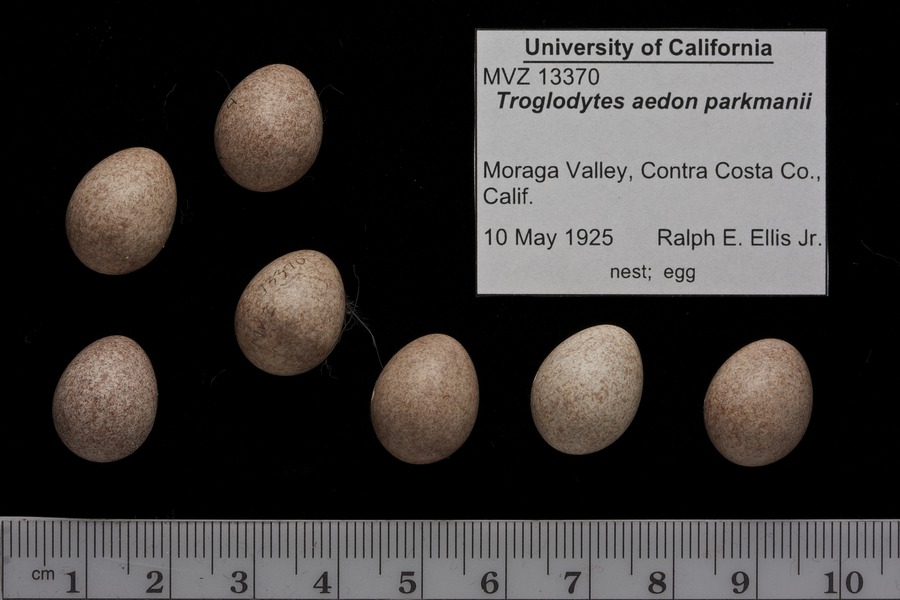 University of California
MVZ 13370
Troglodytes aedon parkmanii
Moraga Valley, Contra Costa Co.,
Calif.
10 May 1925 Ralph E. Ellis Jr.
nest; egg
13370
cm 1 2 3 4 5 6 7 8 9 10